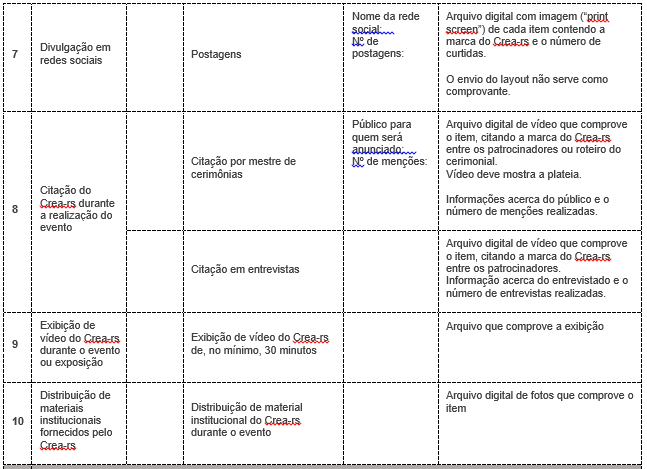 7
Divulgação em
redes sociais
Postagens
Nome da rede
social:
Nº de
postagens:
Arquivo digital com imagem (“print
screen”) de cada item contendo a
marca do Crea-rs e o número de
curtidas.
O envio do layout não serve como
comprovante.
8
Citação do
Crea-rs durante
a realização do
evento
Citação por mestre de
cerimônias
Público para
quem será
anunciado:
Nº de menções:
Arquivo digital de vídeo que comprove
o item, citando a marca do Crea-rs
entre os patrocinadores ou roteiro do
cerimonial.
Vídeo deve mostra a plateia.
Informações acerca do público e o
número de menções realizadas.
Citação em entrevistas
Arquivo digital de vídeo que comprove
o item, citando a marca do Crea-rs
entre os patrocinadores.
Informação acerca do entrevistado e o
número de entrevistas realizadas.
9
Exibição de
vídeo do Crea-rs
durante o evento
ou exposição
Exibição de vídeo do Crea-rs
de, no mínimo, 30 minutos
Arquivo que comprove a exibição
10
Distribuição de
materiais
institucionais
fornecidos pelo
Crea-rs
Distribuição de material
institucional do Crea-rs
durante o evento
Arquivo digital de fotos que comprove o
item